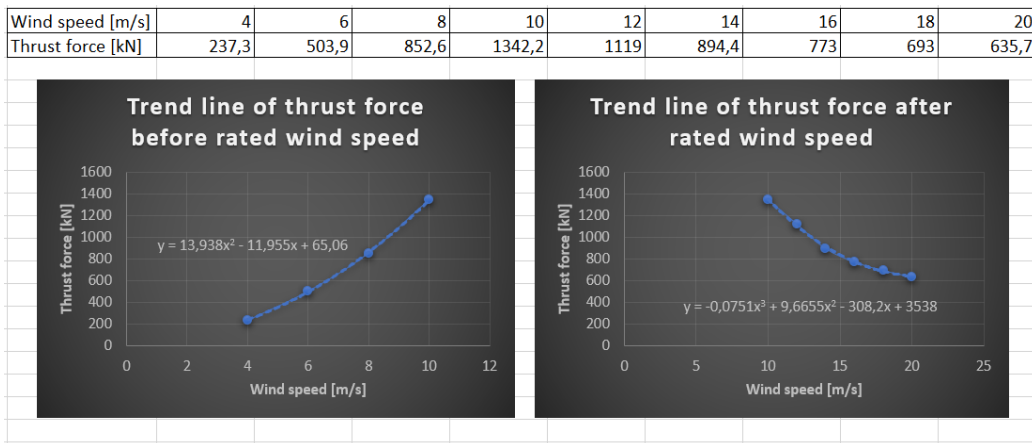 Wind speed [m/s] 4 6 8 10 12 14 16 18 20
Thrust force [kN] 237,3 503,9 852,6 1342,2 1119 894,4 773 693 635,7
Trend line of thrust force
before rated wind speed
1600
1400
1200
1000
800
600
400
200
0
Thrust force [kN]
y = 13,938x² - 11,955x + 65,06
0 2 4 6 8 10 12
Wind speed [m/s]
Trend line of thrust force after
rated wind speed
1600
1400
1200
1000
800
600
400
200
0
Thrust force [kN]
y = -0,0751x³ + 9,6655x² - 308,2x + 3538
0 5 10 15 20 25
Wind speed [m/s]